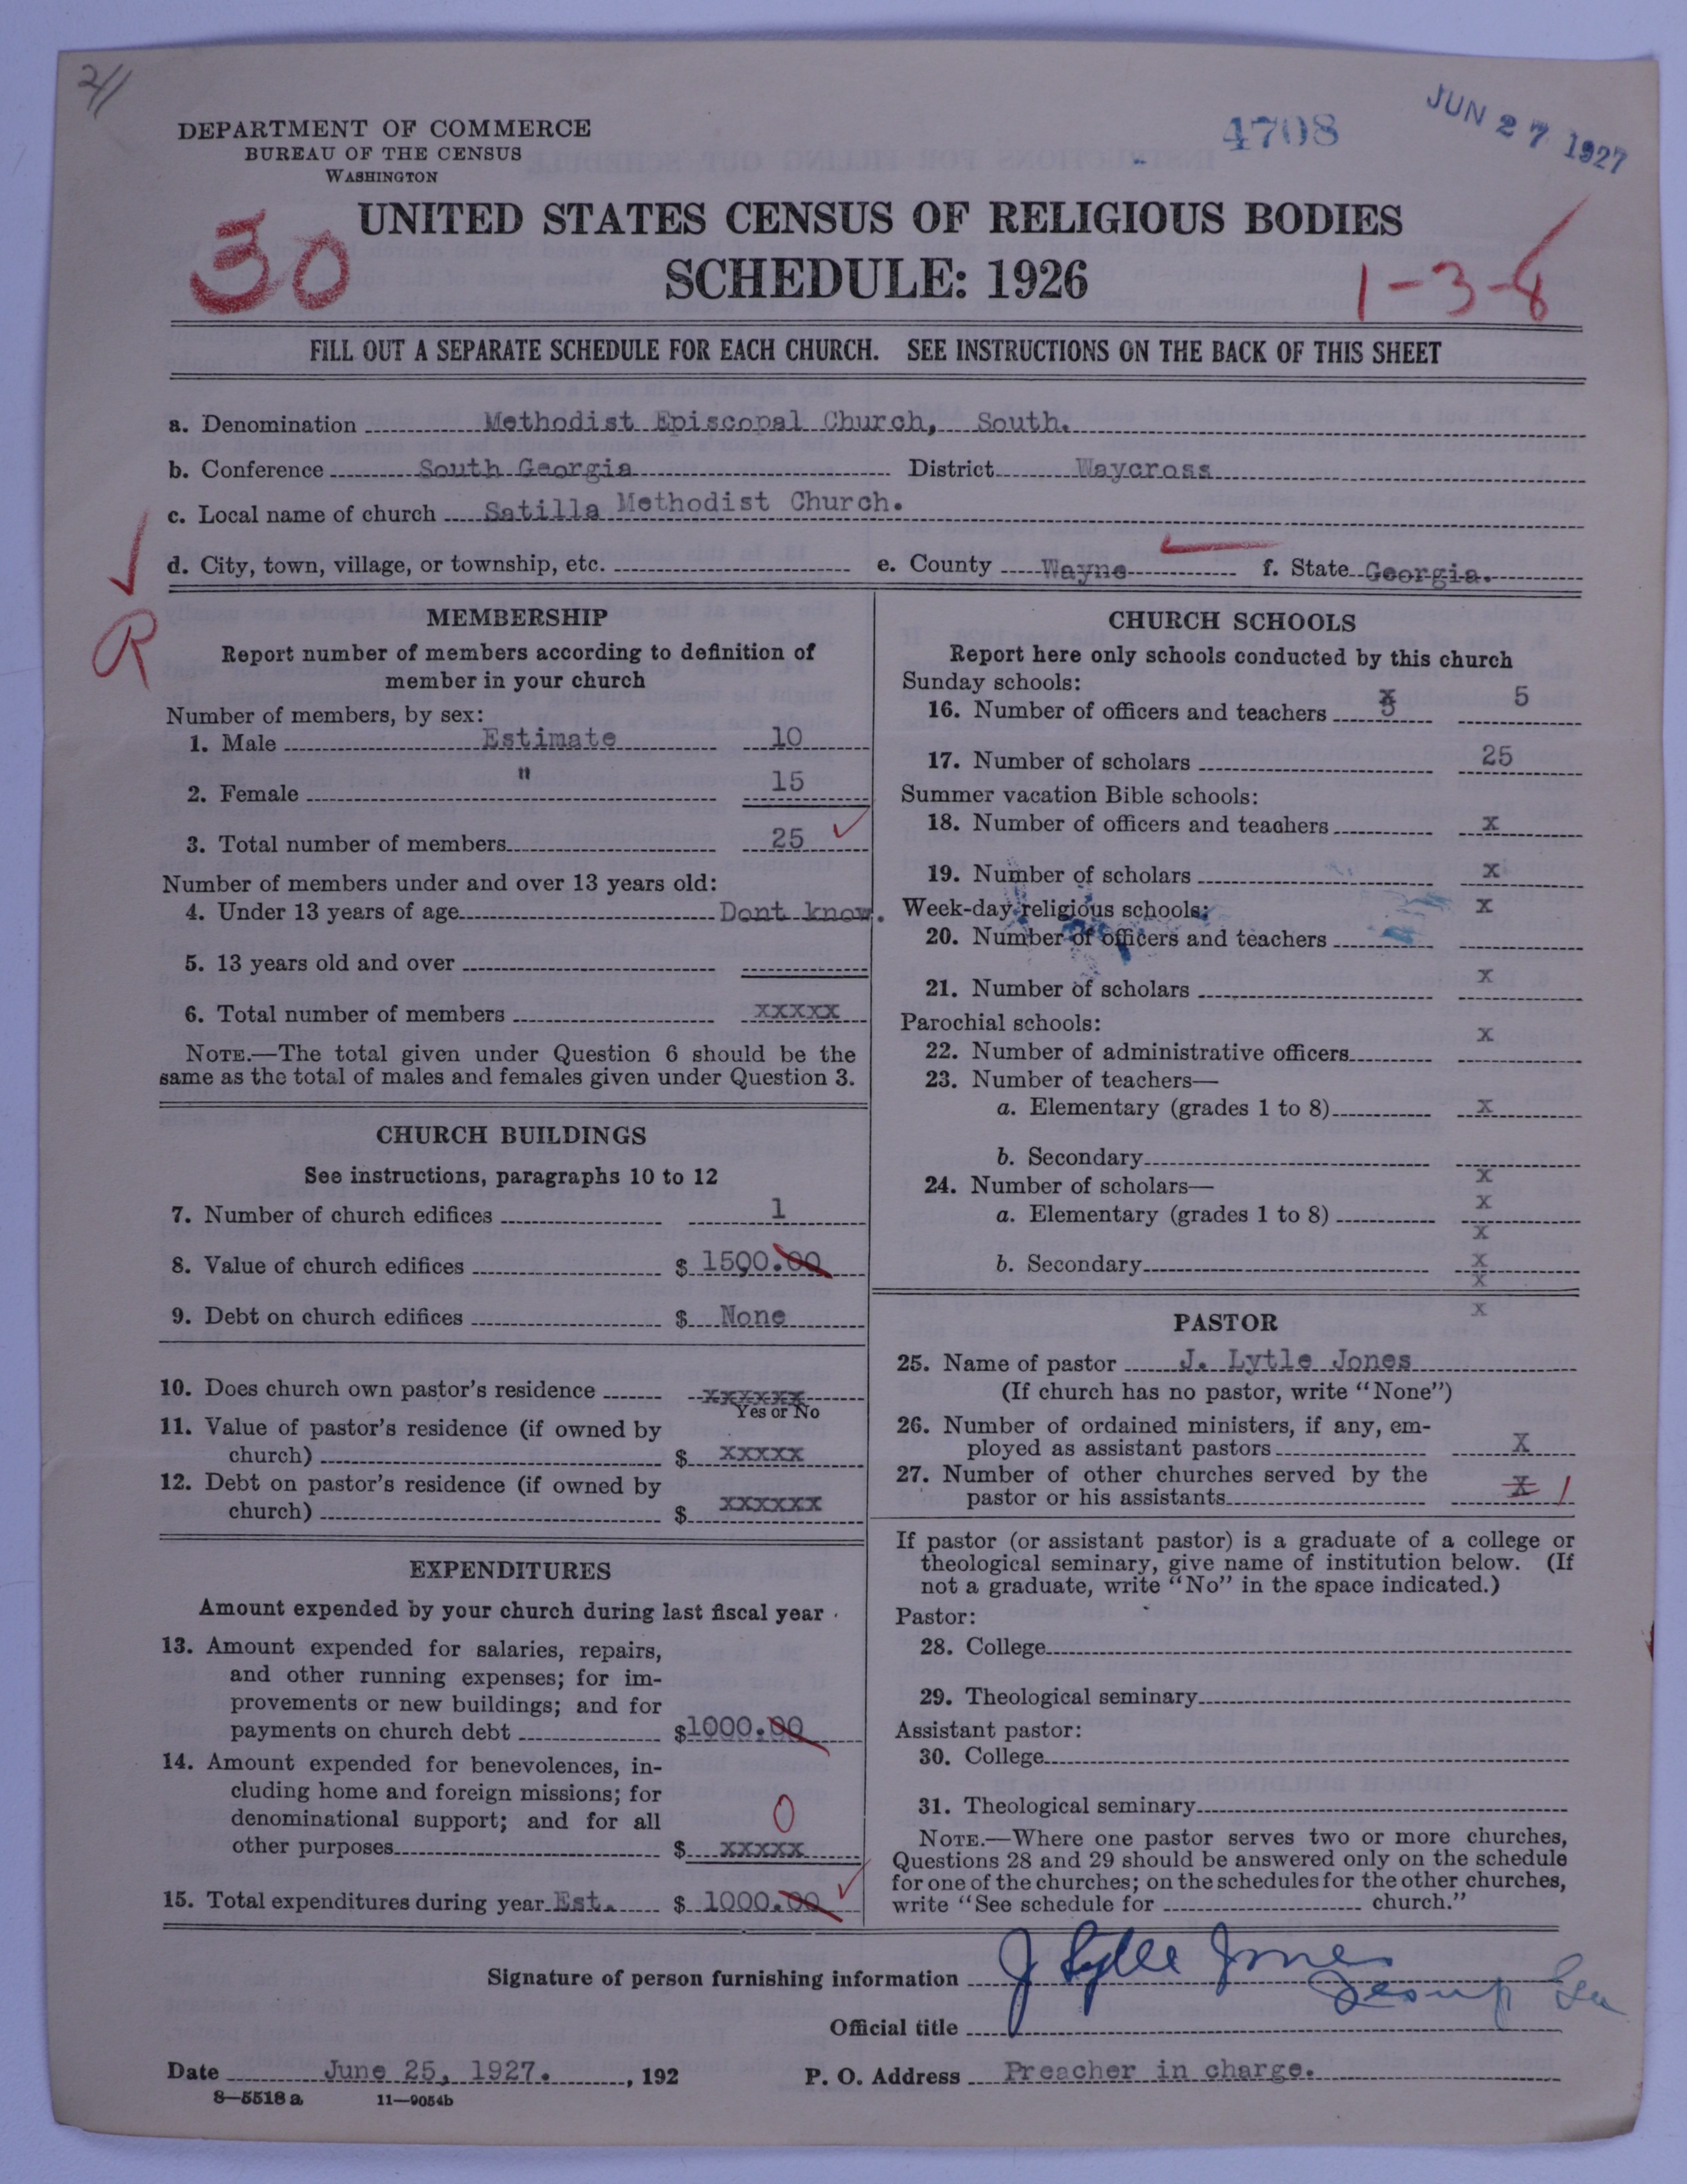 211
DEPARTMENT OF COMMERCE
BUREAU OF THE CENSUS
WASHINGTON
4708
JUN 27 1927
30
UNITED STATES CENSUS OF RELIGIOUS BODIES
SCHEDULE: 1926
1-3-8
FILL OUT A SEPARATE SCHEDULE FOR EACH CHURCH. SEE INSTRUCTIONS ON THE BACK OF THIS SHEET
a. Denomination Methodist Episcopal Church, South.
b. Conference South Georgia District Waycross
c. Local name of church Satilla Methodist Church.
d. City, town, village, or township, etc. e. County Wayne f. State Georgia.
R
MEMBERSHIP
Report number of members according to definition of
member in your church
Number of members, by sex:
1. Male Estimate 10
2. Female " 15
3. Total number of members 25
Number of members under and over 13 years old:
4. Under 13 years of age Dont know.
5. 13 years old and over
6. Total number of members xxxxx
NOTE.—The total given under Question 6 should be the
same as the total of males and females given under Question 3.
CHURCH BUILDINGS
See instructions, paragraphs 10 to 12
7. Number of church edifices 1
8. Value of church edifices $ 1500.00
9. Debt on church edifices $ None
10. Does church own pastor's residence xxxxxx
Yes or No
11. Value of pastor's residence (if owned by
church) $ xxxxx
12. Debt on pastor's residence (if owned by
church) $ xxxxxx
EXPENDITURES
Amount expended by your church during last fiscal year
13. Amount expended for salaries, repairs,
and other running expenses; for im-
provements or new buildings; and for
payments on church debt $1000.00
14. Amount expended for benevolences, in-
cluding home and foreign missions; for
denominational support; and for all 0
other purposes $ xxxxx
15. Total expenditures during year Est. $ 1000.00
CHURCH SCHOOLS
Report here only schools conducted by this church
Sunday schools:
16. Number of officers and teachers 5 5
17. Number of scholars 25
Summer vacation Bible schools:
18. Number of officers and teachers x
19. Number of scholars x
Week-day religious schools: x
20. Number of officers and teachers
21. Number of scholars x
Parochial schools: x
22. Number of administrative officers
23. Number of teachers—
a. Elementary (grades 1 to 8) x
b. Secondary x
24. Number of scholars— x
a. Elementary (grades 1 to 8) x
b. Secondary x
x
x
PASTOR
25. Name of pastor J. Lytle Jones
(If church has no pastor, write "None")
26. Number of ordained ministers, if any, em-
ployed as assistant pastors X
27. Number of other churches served by the
pastor or his assistants X 1
If pastor (or assistant pastor) is a graduate of a college or
theological seminary, give name of institution below. (If
not a graduate, write "No" in the space indicated.)
Pastor:
28. College
29. Theological seminary
Assistant pastor:
30. College
31. Theological seminary
NOTE.—Where one pastor serves two or more churches,
Questions 28 and 29 should be answered only on the schedule
for one of the churches; on the schedules for the other churches,
write "See schedule for church."
Signature of person furnishing information J Lytle Jones
Jesup Ga
Official title
Date June 25, 1927. , 192 P. O. Address Preacher in charge.
8—5518 a 11—9054b